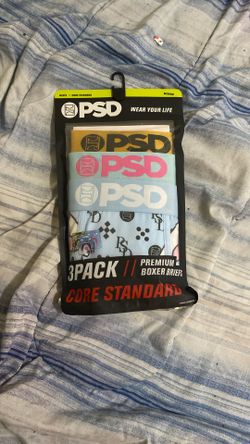 PSD
WEAR YOUR LIFE
PSD
PSD
PSD
3PACK // PREMIUM
BOXER BRIEFS
CORE STANDARD